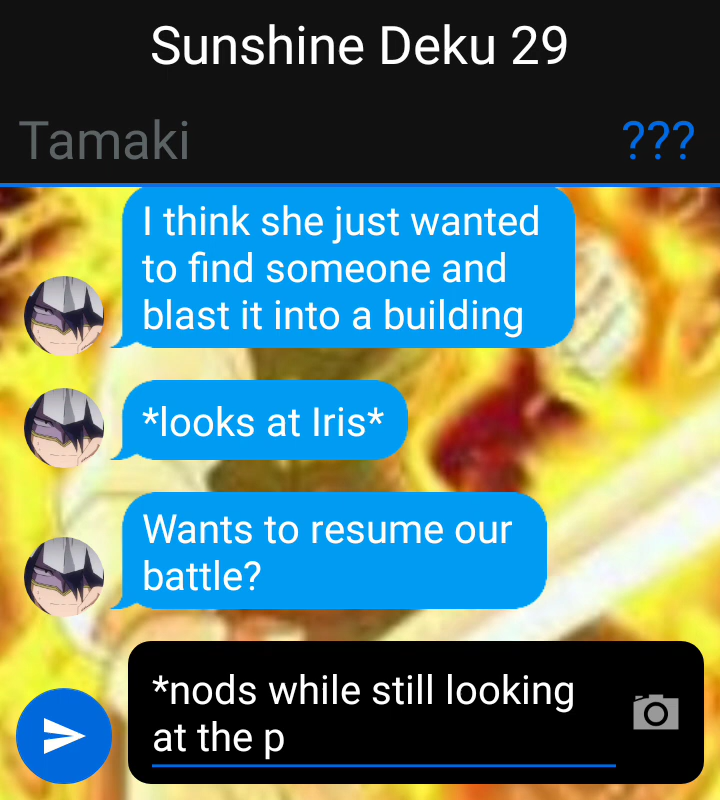 Sunshine Deku 29
Tamaki
???
I think she just wanted
to find someone and
blast it into a building
*looks at Iris*
Wants to resume our
battle?
*nods while still looking
at the p